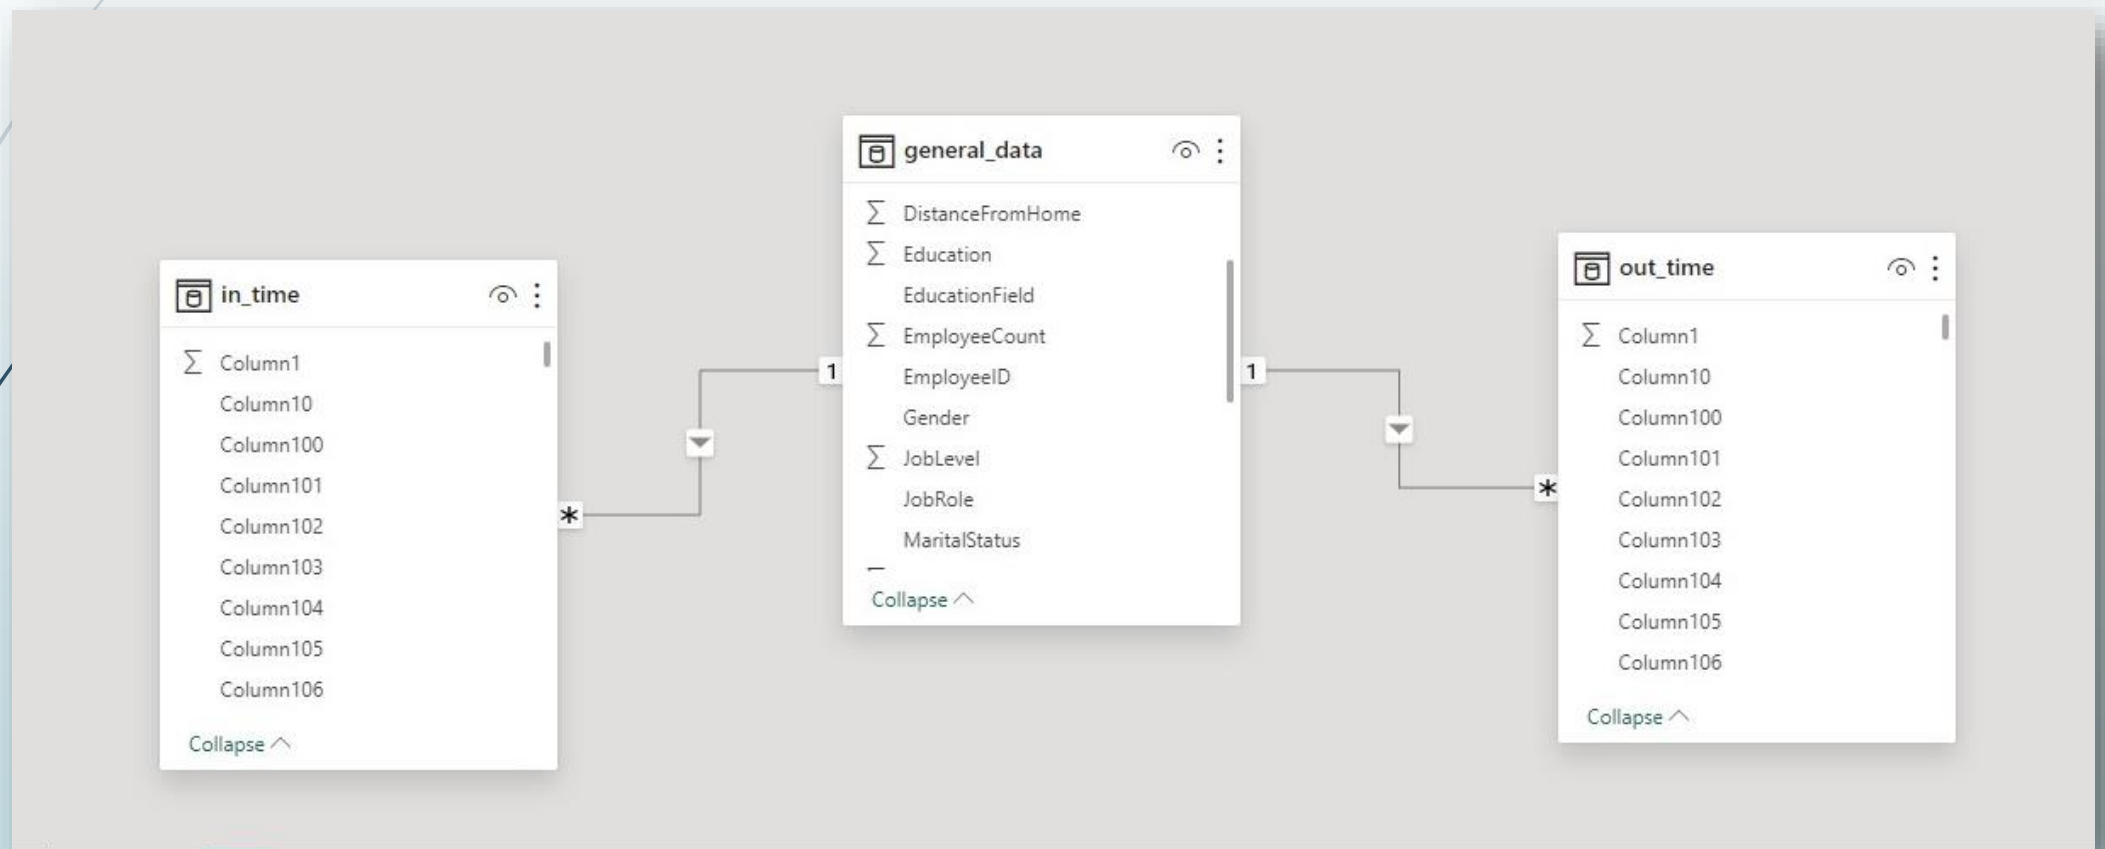 in_time
Σ Column1
Column10
Column100
Column101
Column102
Column103
Column104
Column105
Column106
Collapse
*
1
general_data
Σ DistanceFromHome
Σ Education
EducationField
Σ EmployeeCount
EmployeeID
Gender
Σ JobLevel
JobRole
MaritalStatus
Collapse
1
*
out_time
Σ Column1
Column10
Column100
Column101
Column102
Column103
Column104
Column105
Column106
Collapse